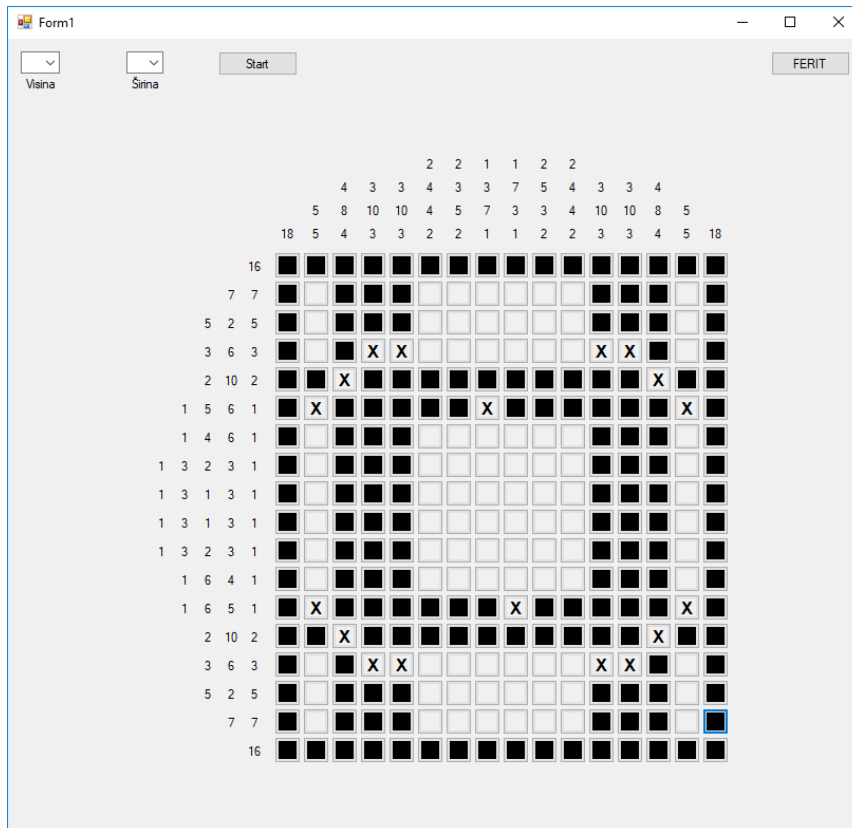 Form1
Start FERIT
Visina Širina
2 2 1 1 2 2
4 3 3 4 3 3 7 5 4 3 3 4
5 8 10 10 4 5 7 3 3 4 10 10 8 5
18 5 4 3 3 2 2 1 1 2 2 3 3 4 5 18
16
7 7
5 2 5
3 6 3 X X X X
2 10 2 X X
1 5 6 1 X X X
1 4 6 1
1 3 2 3 1
1 3 1 3 1
1 3 1 3 1
1 3 2 3 1
1 6 4 1
1 6 5 1 X X X
2 10 2 X X
3 6 3 X X X X
5 2 5
7 7
16